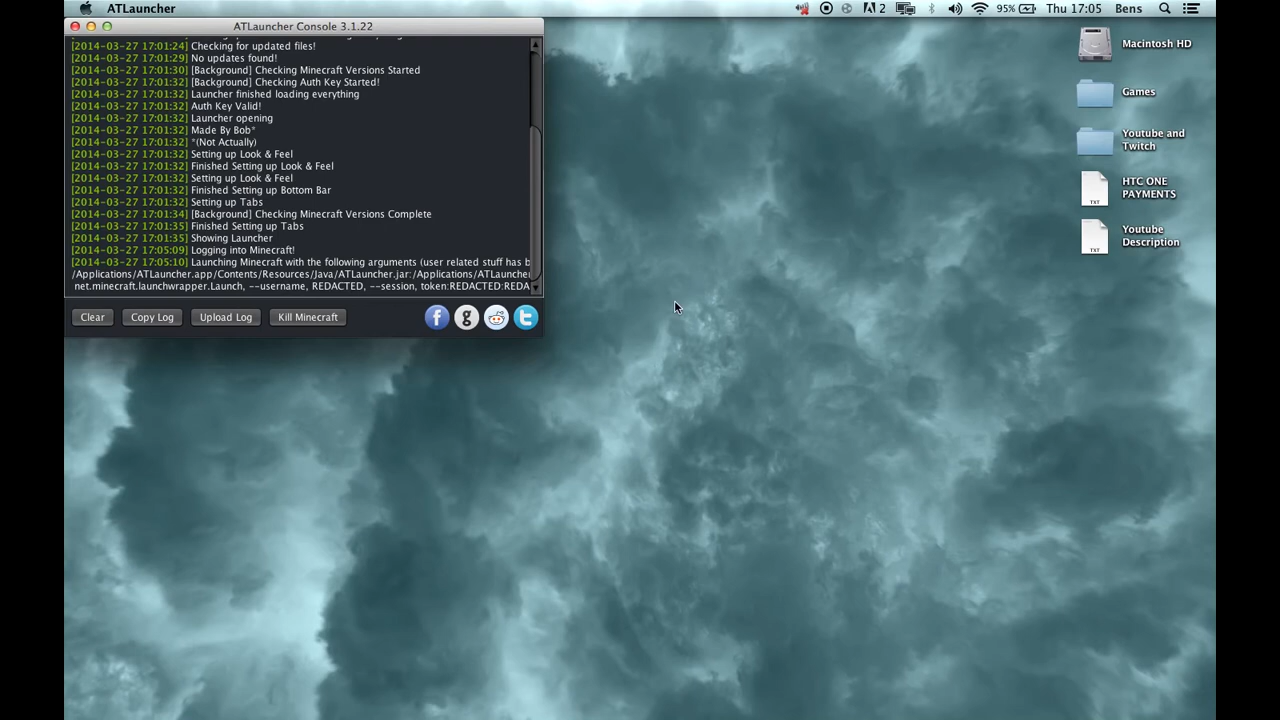 ATLauncher
2
95%
Thu 17:05
Bens
ATLauncher Console 3.1.22
[2014-03-27 17:01:24] Checking for updated files!
[2014-03-27 17:01:29] No updates found!
[2014-03-27 17:01:30] [Background] Checking Minecraft Versions Started
[2014-03-27 17:01:32] [Background] Checking Auth Key Started!
[2014-03-27 17:01:32] Launcher finished loading everything
[2014-03-27 17:01:32] Auth Key Valid!
[2014-03-27 17:01:32] Launcher opening
[2014-03-27 17:01:32] Made By Bob*
[2014-03-27 17:01:32] *(Not Actually)
[2014-03-27 17:01:32] Setting up Look & Feel
[2014-03-27 17:01:32] Finished Setting up Look & Feel
[2014-03-27 17:01:32] Setting up Look & Feel
[2014-03-27 17:01:32] Finished Setting up Bottom Bar
[2014-03-27 17:01:32] Setting up Tabs
[2014-03-27 17:01:34] [Background] Checking Minecraft Versions Complete
[2014-03-27 17:01:35] Finished Setting up Tabs
[2014-03-27 17:01:35] Showing Launcher
[2014-03-27 17:05:09] Logging into Minecraft!
[2014-03-27 17:05:10] Launching Minecraft with the following arguments (user related stuff has b
/Applications/ATLauncher.app/Contents/Resources/Java/ATLauncher.jar:/Applications/ATLaunche
net.minecraft.launchwrapper.Launch, --username, REDACTED, --session, token:REDACTED:REDA
Clear
Copy Log
Upload Log
Kill Minecraft
f
g
Macintosh HD
Games
Youtube and
Twitch
TXT
HTC ONE
PAYMENTS
TXT
Youtube
Description